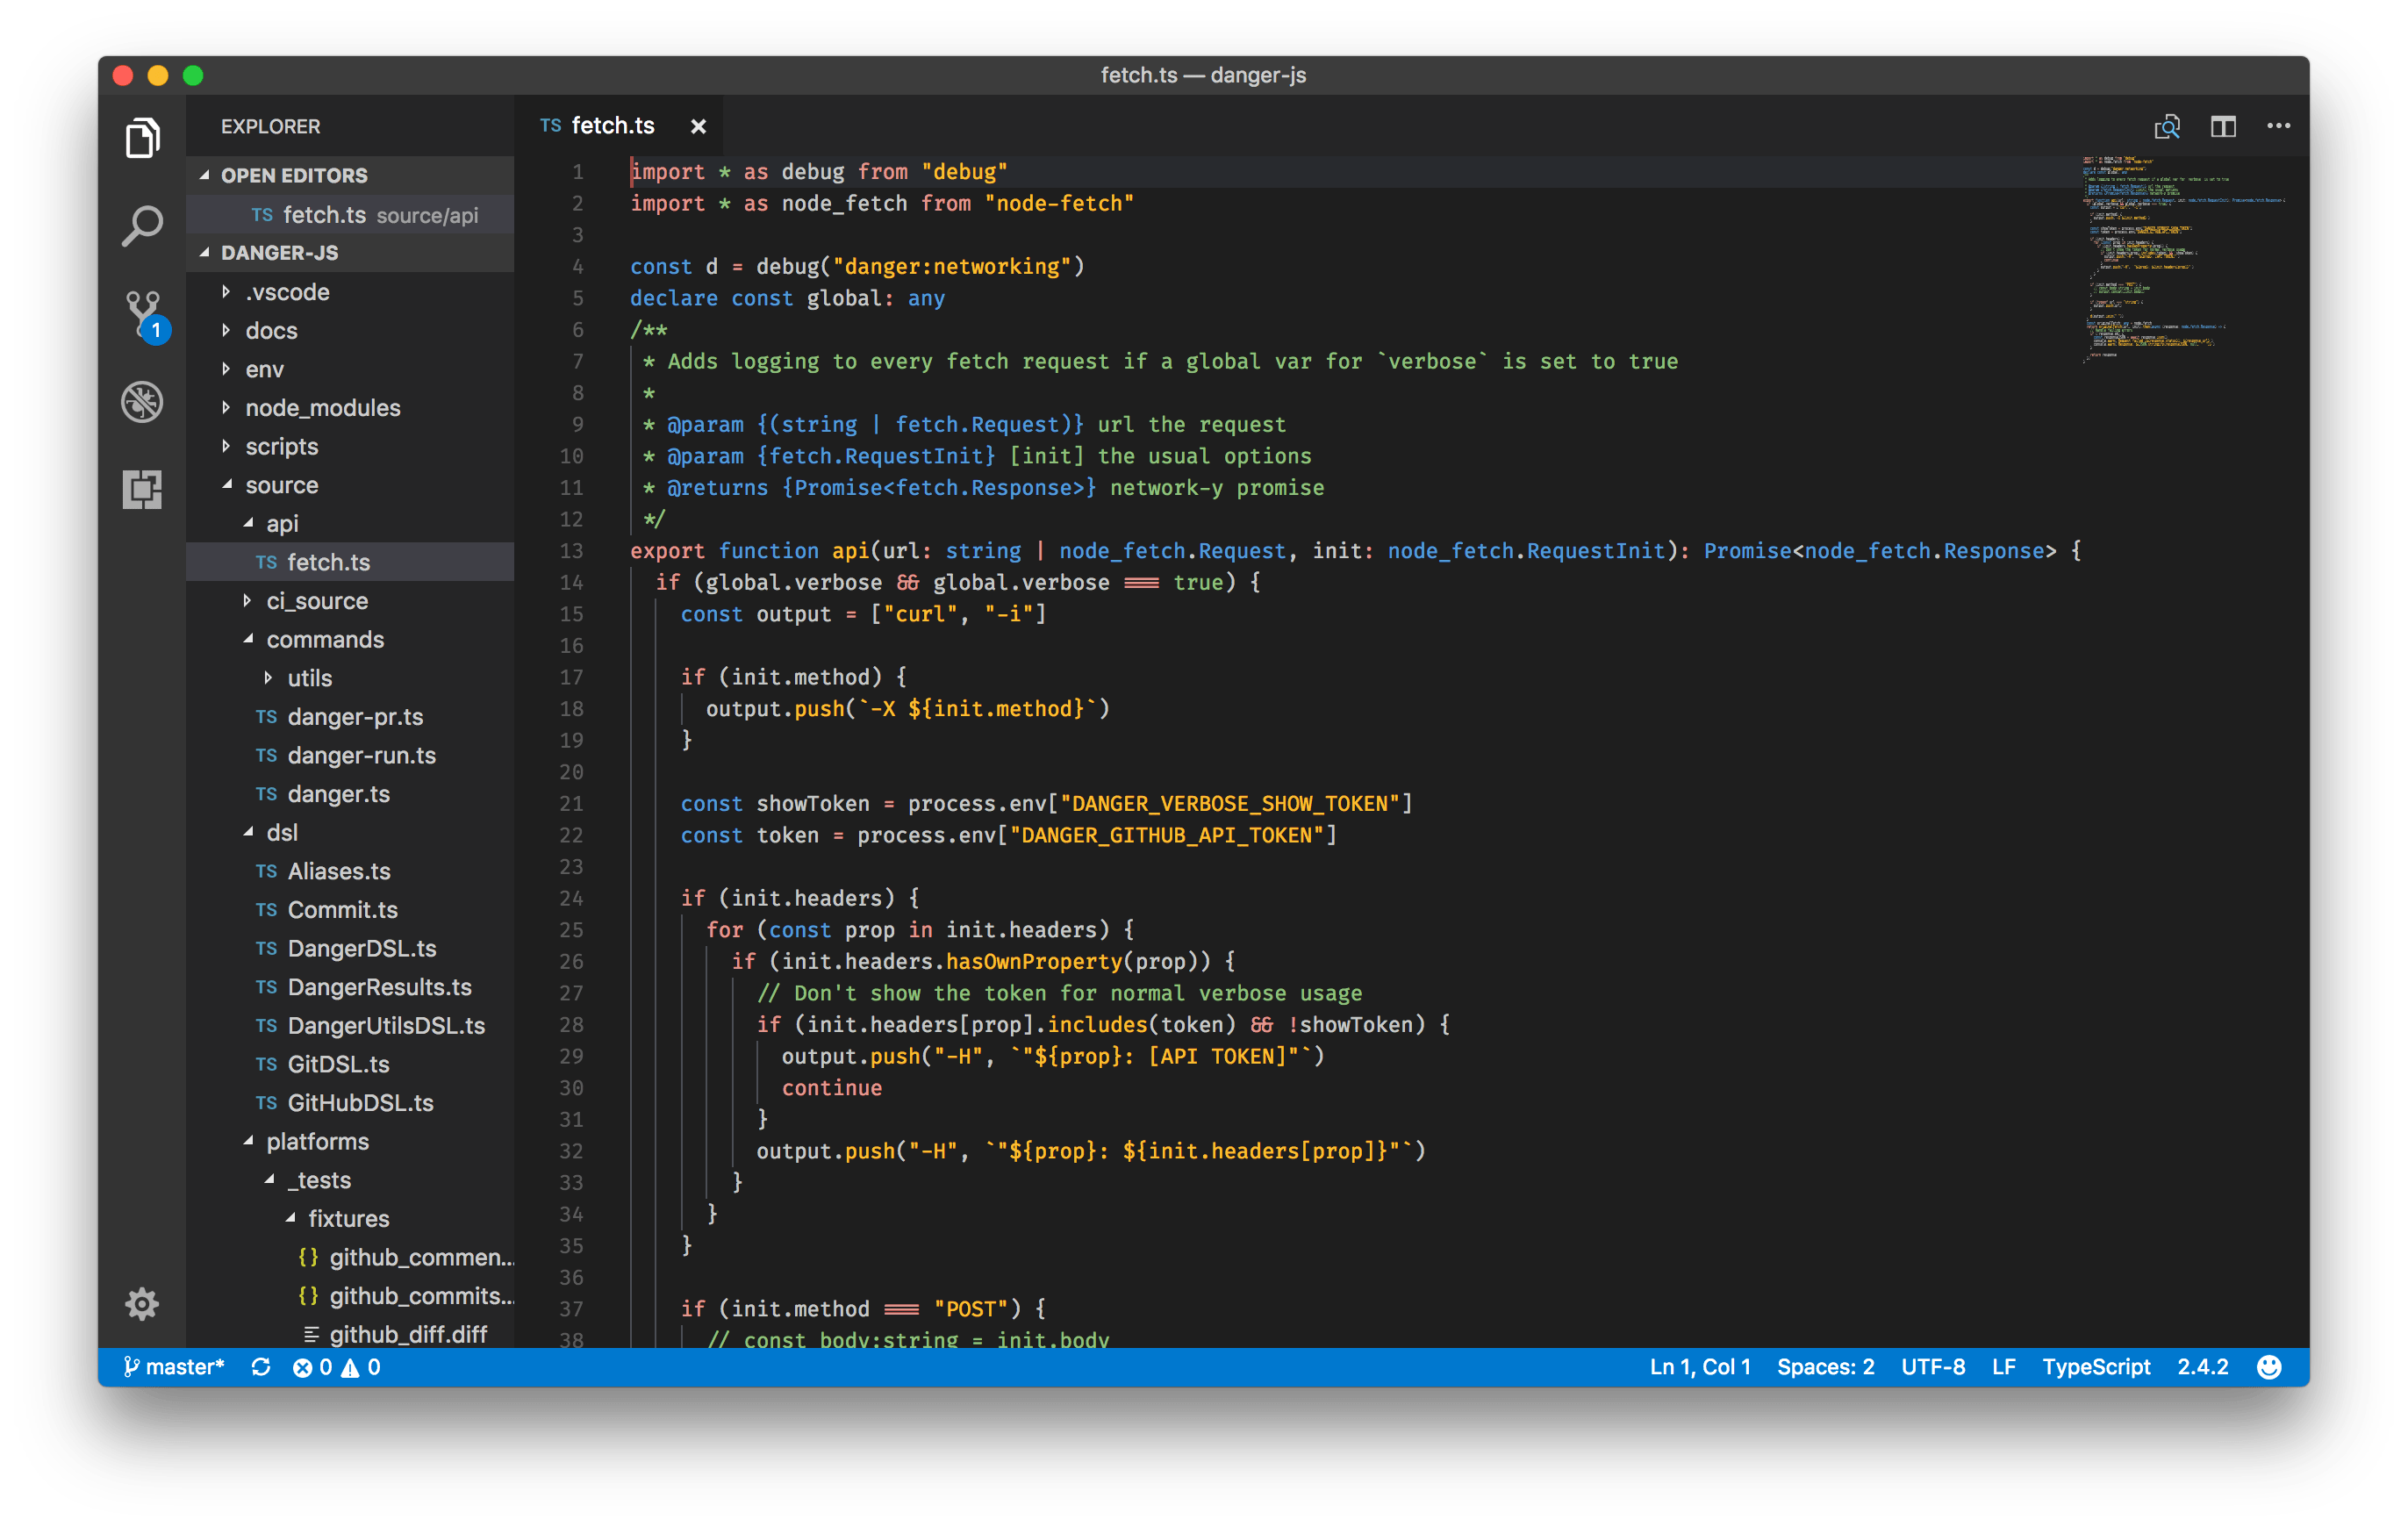 fetch.ts — danger-js
EXPLORER
OPEN EDITORS
TS fetch.ts source/api
DANGER-JS
.vscode
docs
env
node_modules
scripts
source
api
TS fetch.ts
ci_source
commands
utils
TS danger-pr.ts
TS danger-run.ts
TS danger.ts
dsl
TS Aliases.ts
TS Commit.ts
TS DangerDSL.ts
TS DangerResults.ts
TS DangerUtilsDSL.ts
TS GitDSL.ts
TS GitHubDSL.ts
platforms
_tests
fixtures
{} github_commen...
{} github_commits...
github_diff.diff
1
TS fetch.ts ×
1 import * as debug from "debug"
2 import * as node_fetch from "node-fetch"
3
4 const d = debug("danger:networking")
5 declare const global: any
6 /**
7 * Adds logging to every fetch request if a global var for `verbose` is set to true
8 *
9 * @param {(string | fetch.Request)} url the request
10 * @param {fetch.RequestInit} [init] the usual options
11 * @returns {Promise<fetch.Response>} network-y promise
12 */
13 export function api(url: string | node_fetch.Request, init: node_fetch.RequestInit): Promise<node_fetch.Response> {
14 if (global.verbose && global.verbose === true) {
15 const output = ["curl", "-i"]
16
17 if (init.method) {
18 output.push(`-X ${init.method}`)
19 }
20
21 const showToken = process.env["DANGER_VERBOSE_SHOW_TOKEN"]
22 const token = process.env["DANGER_GITHUB_API_TOKEN"]
23
24 if (init.headers) {
25 for (const prop in init.headers) {
26 if (init.headers.hasOwnProperty(prop)) {
27 // Don't show the token for normal verbose usage
28 if (init.headers[prop].includes(token) && !showToken) {
29 output.push("-H", `"${prop}: [API TOKEN]"`)
30 continue
31 }
32 output.push("-H", `"${prop}: ${init.headers[prop]}"`)
33 }
34 }
35 }
36
37 if (init.method === "POST") {
38 // const body:string = init.body
master* 0 0
Ln 1, Col 1 Spaces: 2 UTF-8 LF TypeScript 2.4.2